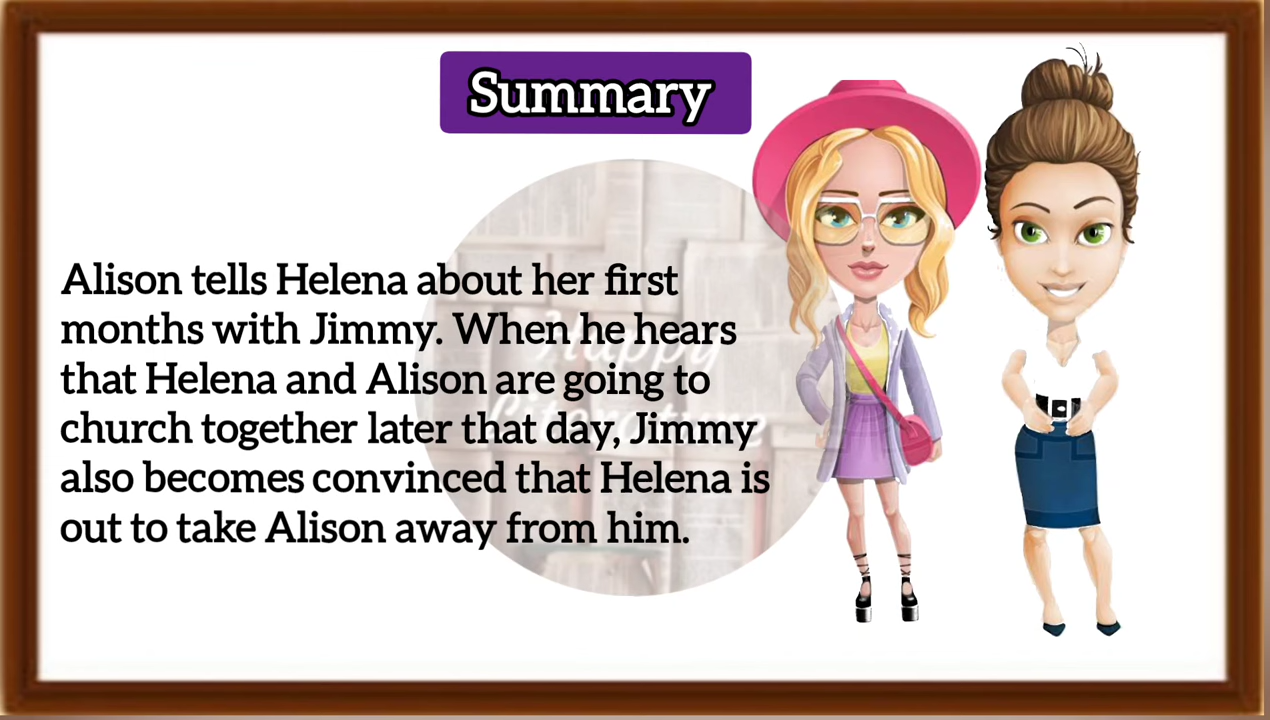 Summary
Alison tells Helena about her first
months with Jimmy. When he hears
that Helena and Alison are going to
church together later that day, Jimmy
also becomes convinced that Helena is
out to take Alison away from him.
Happy
Literature